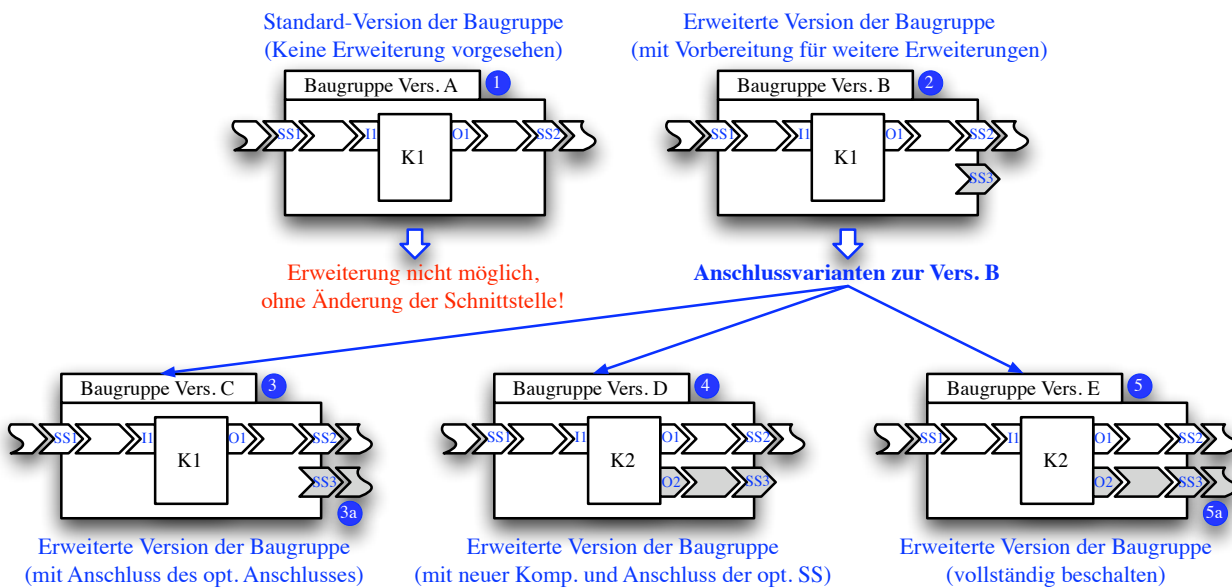 Standard-Version der Baugruppe
(Keine Erweiterung vorgesehen)
Erweiterte Version der Baugruppe
(mit Vorbereitung für weitere Erweiterungen)
Baugruppe Vers. A
1
SS1
I1
K1
O1
SS2
Baugruppe Vers. B
2
SS1
I1
K1
O1
SS2
SS3
Erweiterung nicht möglich,
ohne Änderung der Schnittstelle!
Anschlussvarianten zur Vers. B
Baugruppe Vers. C
3
SS1
I1
K1
O1
SS2
SS3
3a
Erweiterte Version der Baugruppe
(mit Anschluss des opt. Anschlusses)
Baugruppe Vers. D
4
SS1
I1
K2
O1
SS2
O2
SS3
Erweiterte Version der Baugruppe
(mit neuer Komp. und Anschluss der opt. SS)
Baugruppe Vers. E
5
SS1
I1
K2
O1
SS2
O2
SS3
5a
Erweiterte Version der Baugruppe
(vollständig beschalten)